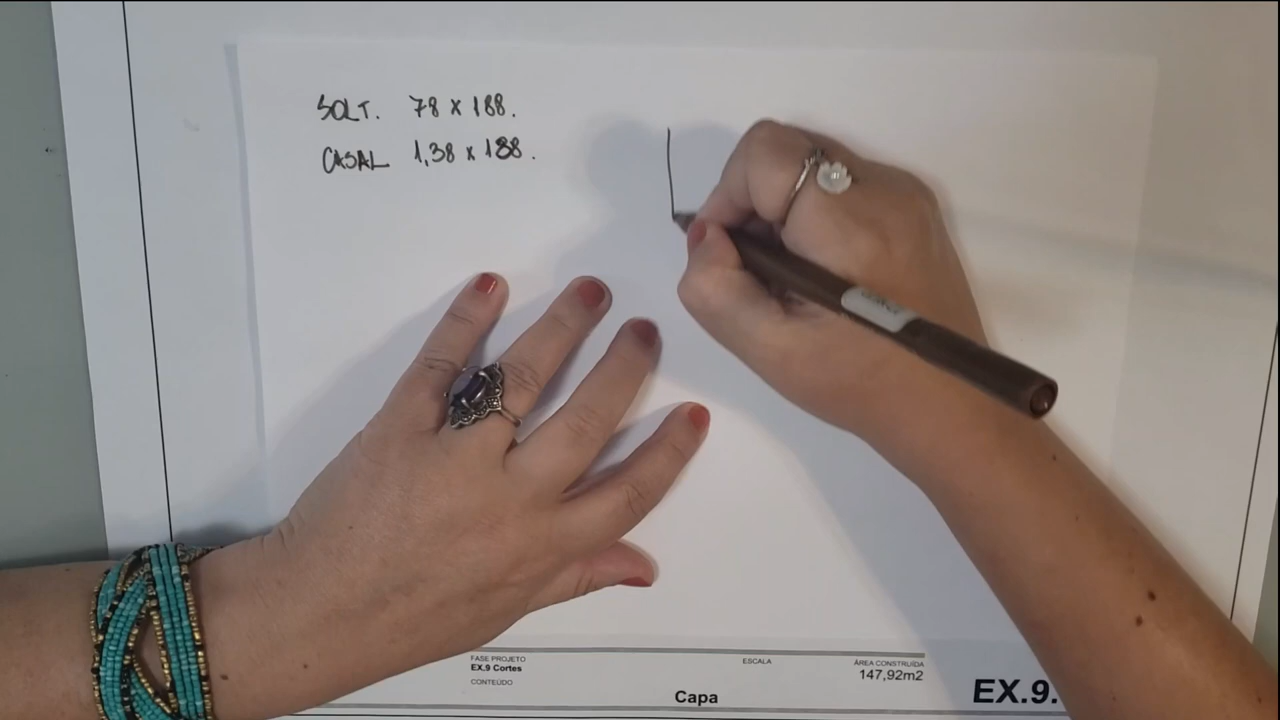 SOLT. 78 x 188.
CASAL 1,38 x 188.
FASE PROJETO
EX.9 Cortes
CONTEÚDO
Capa
ESCALA
ÁREA CONSTRUÍDA
147,92m2
EX.9.